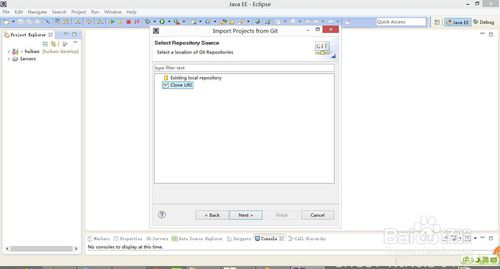 Java EE - Eclipse
File Edit Navigate Search Project Run Window Help
Quick Access
Java EE
Debug
Project Explorer
huibao [huibao develop]
Servers
Import Projects from Git
Select Repository Source
Select a location of Git Repositories
GIT
type filter text
Existing local repository
Clone URI
< Back
Next >
Finish
Cancel
Markers Properties Servers Data Source Explorer Snippets Console Call Hierarchy
No consoles to display at this time.
Baidu 经验